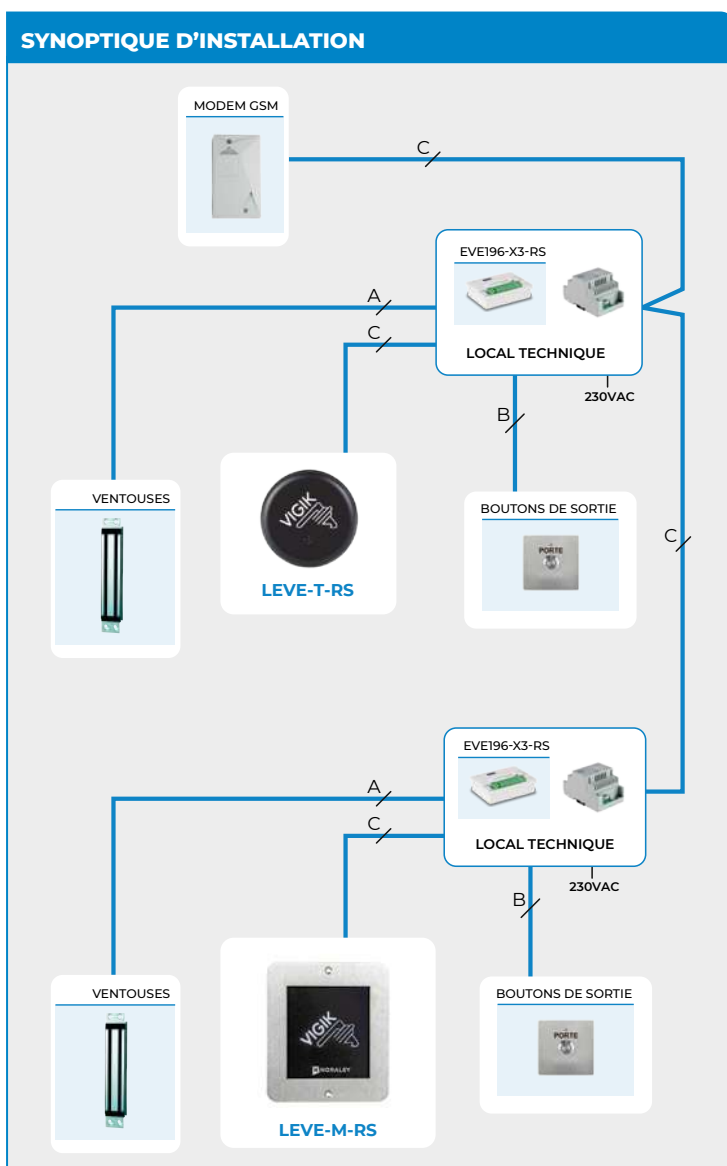 SYNOPTIQUE D'INSTALLATION
MODEM GSM
C
EVE196-X3-RS
A
C
LOCAL TECHNIQUE
230VAC
B
VENTOUSES
VIGIK
LEVE-T-RS
BOUTONS DE SORTIE
PORTE
C
EVE196-X3-RS
A
C
LOCAL TECHNIQUE
230VAC
B
VENTOUSES
VIGIK
NORALSY
LEVE-M-RS
BOUTONS DE SORTIE
PORTE